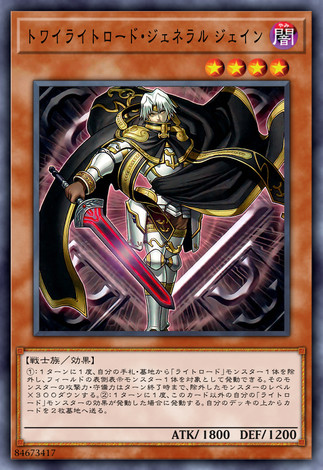 トワイライトロード・ジェネラル ジェイン
闇
やみ
【戦士族／効果】
①：１ターンに１度、自分の手札・墓地から「ライトロード」モンスター１体を除
外し、フィールドの表側表示モンスター１体を対象として発動できる。そのモ
ンスターの攻撃力・守備力はターン終了時まで、除外したモンスターのレベル
×３００ダウンする。②：１ターンに１度、このカード以外の自分の「ライトロ
ード」モンスターの効果が発動した場合に発動する。自分のデッキの上からカ
ードを２枚墓地へ送る。
ATK/1800 DEF/1200
84673417